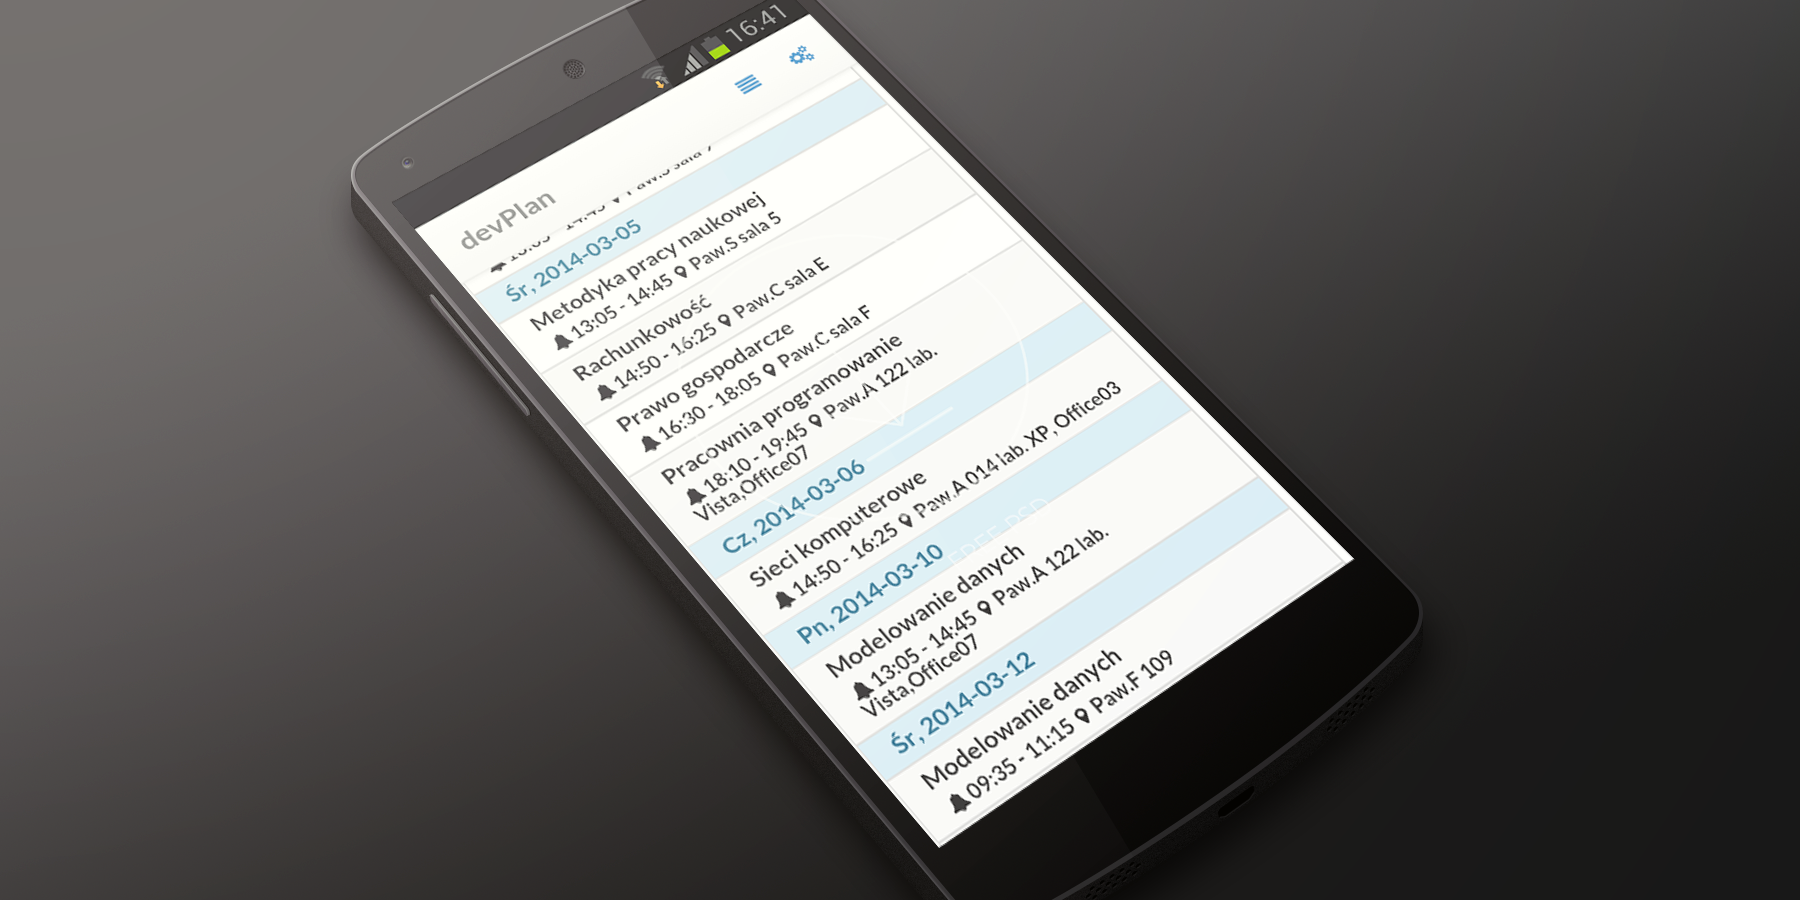 16:41
devPlan
Paw.S sala
Śr, 2014-03-05
Metodyka pracy naukowej
13:05 - 14:45 Paw.S sala 5
Rachunkowość
14:50 - 16:25 Paw.C sala E
Prawo gospodarcze
16:30 - 18:05 Paw.C sala F
Pracownia programowanie
18:10 - 19:45 Paw.A 122 lab.
Vista,Office07
Cz, 2014-03-06
Sieci komputerowe
14:50 - 16:25 Paw.A 014 lab.XP,Office03
Pn, 2014-03-10
FREE PSD
Modelowanie danych
13:05 - 14:45 Paw.A 122 lab.
Vista,Office07
Śr, 2014-03-12
Modelowanie danych
09:35 - 11:15 Paw.F 109